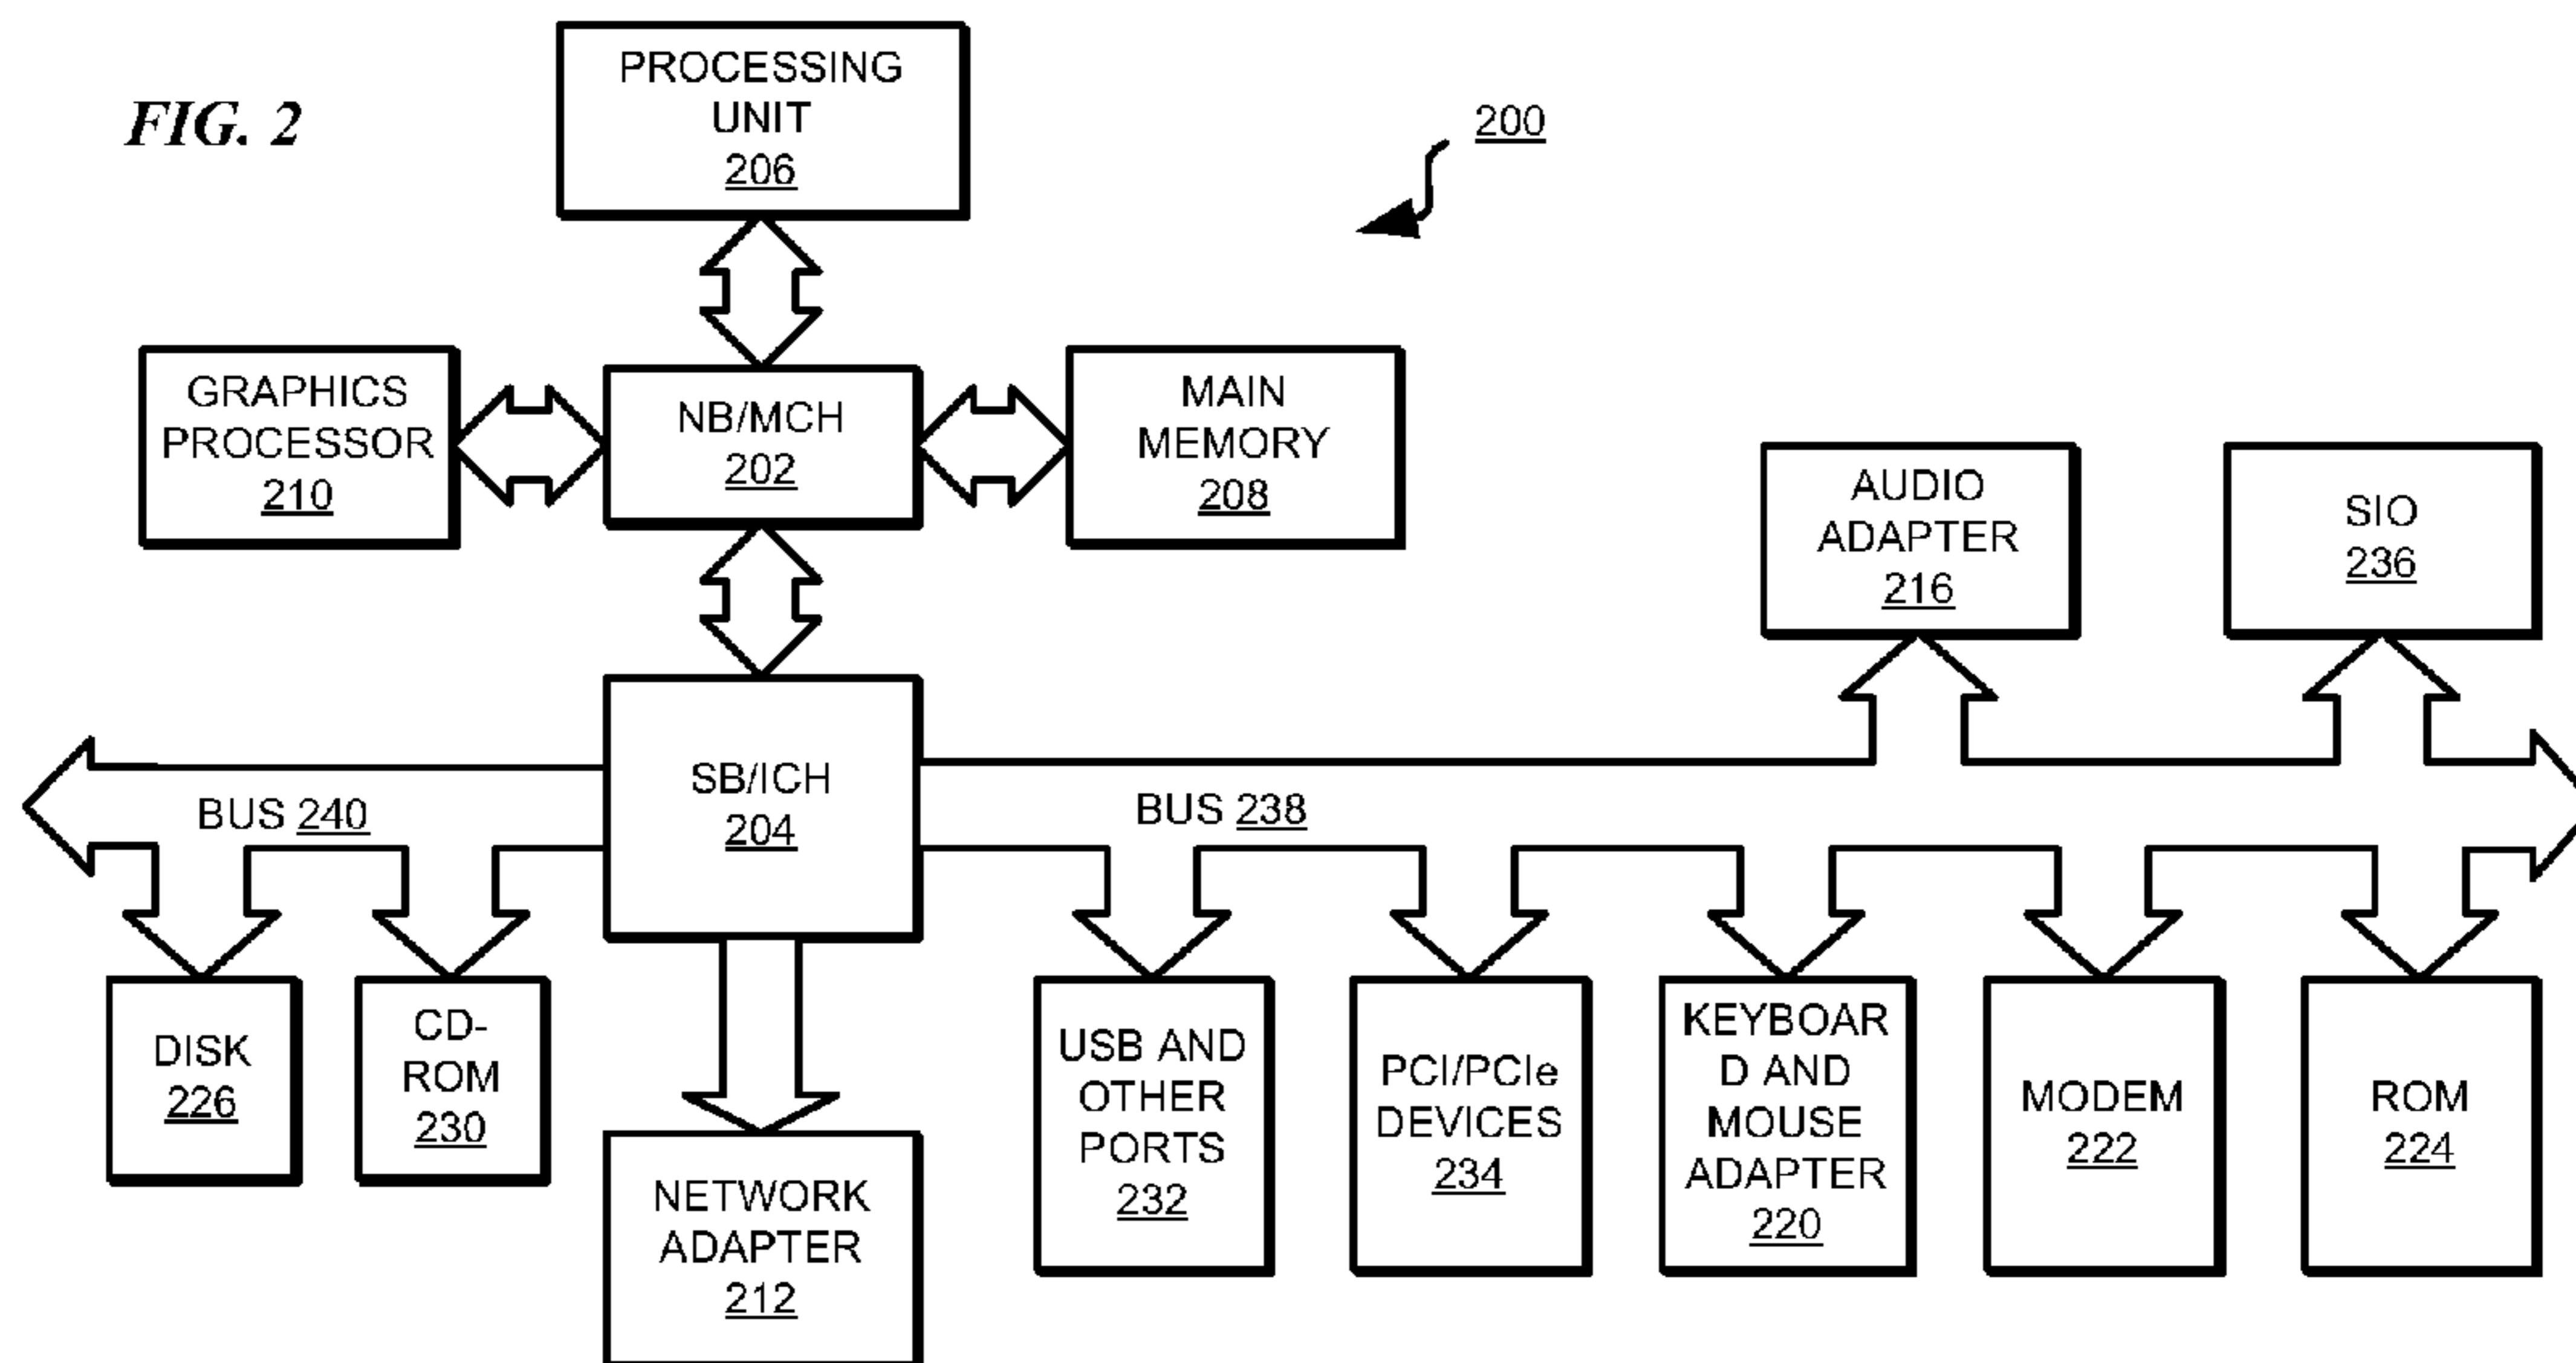 FIG. 2
PROCESSING
UNIT
206
200
GRAPHICS
PROCESSOR
210
NB/MCH
202
MAIN
MEMORY
208
AUDIO
ADAPTER
216
SIO
236
SB/ICH
204
BUS 240
BUS 238
DISK
226
CD-
ROM
230
NETWORK
ADAPTER
212
USB AND
OTHER
PORTS
232
PCI/PCIe
DEVICES
234
KEYBOAR
D AND
MOUSE
ADAPTER
220
MODEM
222
ROM
224